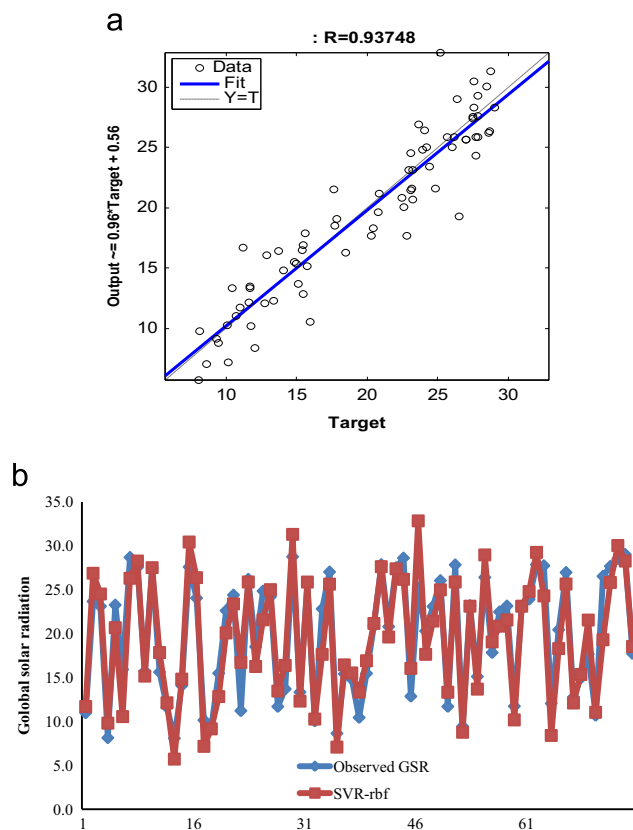 a
: R=0.93748
Data
Fit
Y=T
Output ~= 0.96*Target + 0.56
30
25
20
15
10
10 15 20 25 30
Target
b
35.0
30.0
25.0
20.0
15.0
10.0
5.0
0.0
Golobal solar radiation
Observed GSR
SVR-rbf
1 16 31 46 61